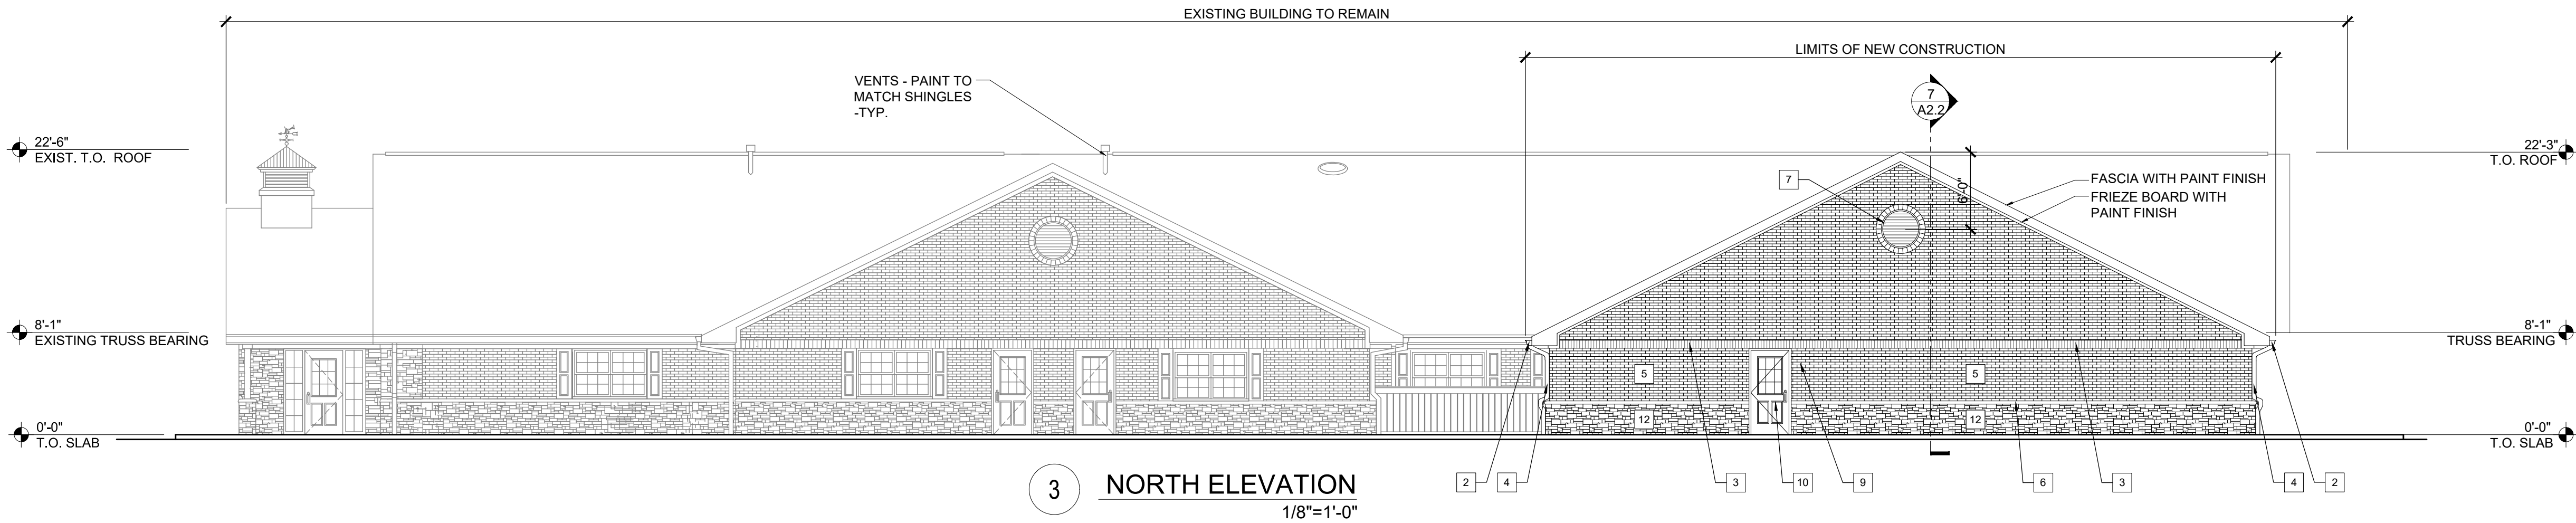 EXISTING BUILDING TO REMAIN
LIMITS OF NEW CONSTRUCTION
VENTS - PAINT TO
MATCH SHINGLES
-TYP.
7
A2.2
22'-6"
EXIST. T.O. ROOF
22'-3"
T.O. ROOF
7
6'-0"
FASCIA WITH PAINT FINISH
FRIEZE BOARD WITH
PAINT FINISH
8'-1"
EXISTING TRUSS BEARING
8'-1"
TRUSS BEARING
5
5
12
12
0'-0"
T.O. SLAB
0'-0"
T.O. SLAB
2
4
3
10
9
6
3
4
2
3
NORTH ELEVATION
1/8"=1'-0"